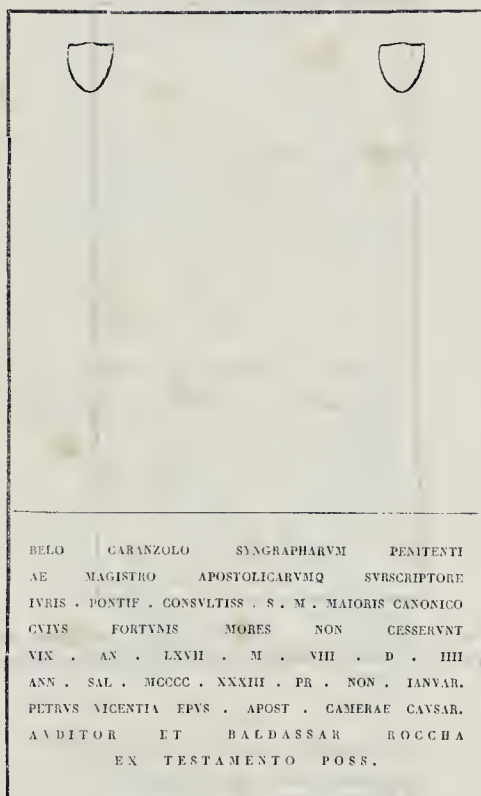 BELO CARANZOLO SYNGRAPHARVM PENITENTI
AE MAGISTRO APOSTOLICARVMQ SVRSCRIPTORE
IVRIS . PONTIF . CONSVLTISS . S . M . MAIORIS CANONICO
CVIVS FORTVNIS MORES NON CESSERVNT
VIX . AN . LXVII . M . VIII . D . IIII
ANN . SAL . MCCCC . XXXIII . PR . NON . IANVAR.
PETRVS VICENTIA EPVS . APOST . CAMERAE CAVSAR.
AVDITOR ET BALDASSAR ROCCHA
EX TESTAMENTO POSS.